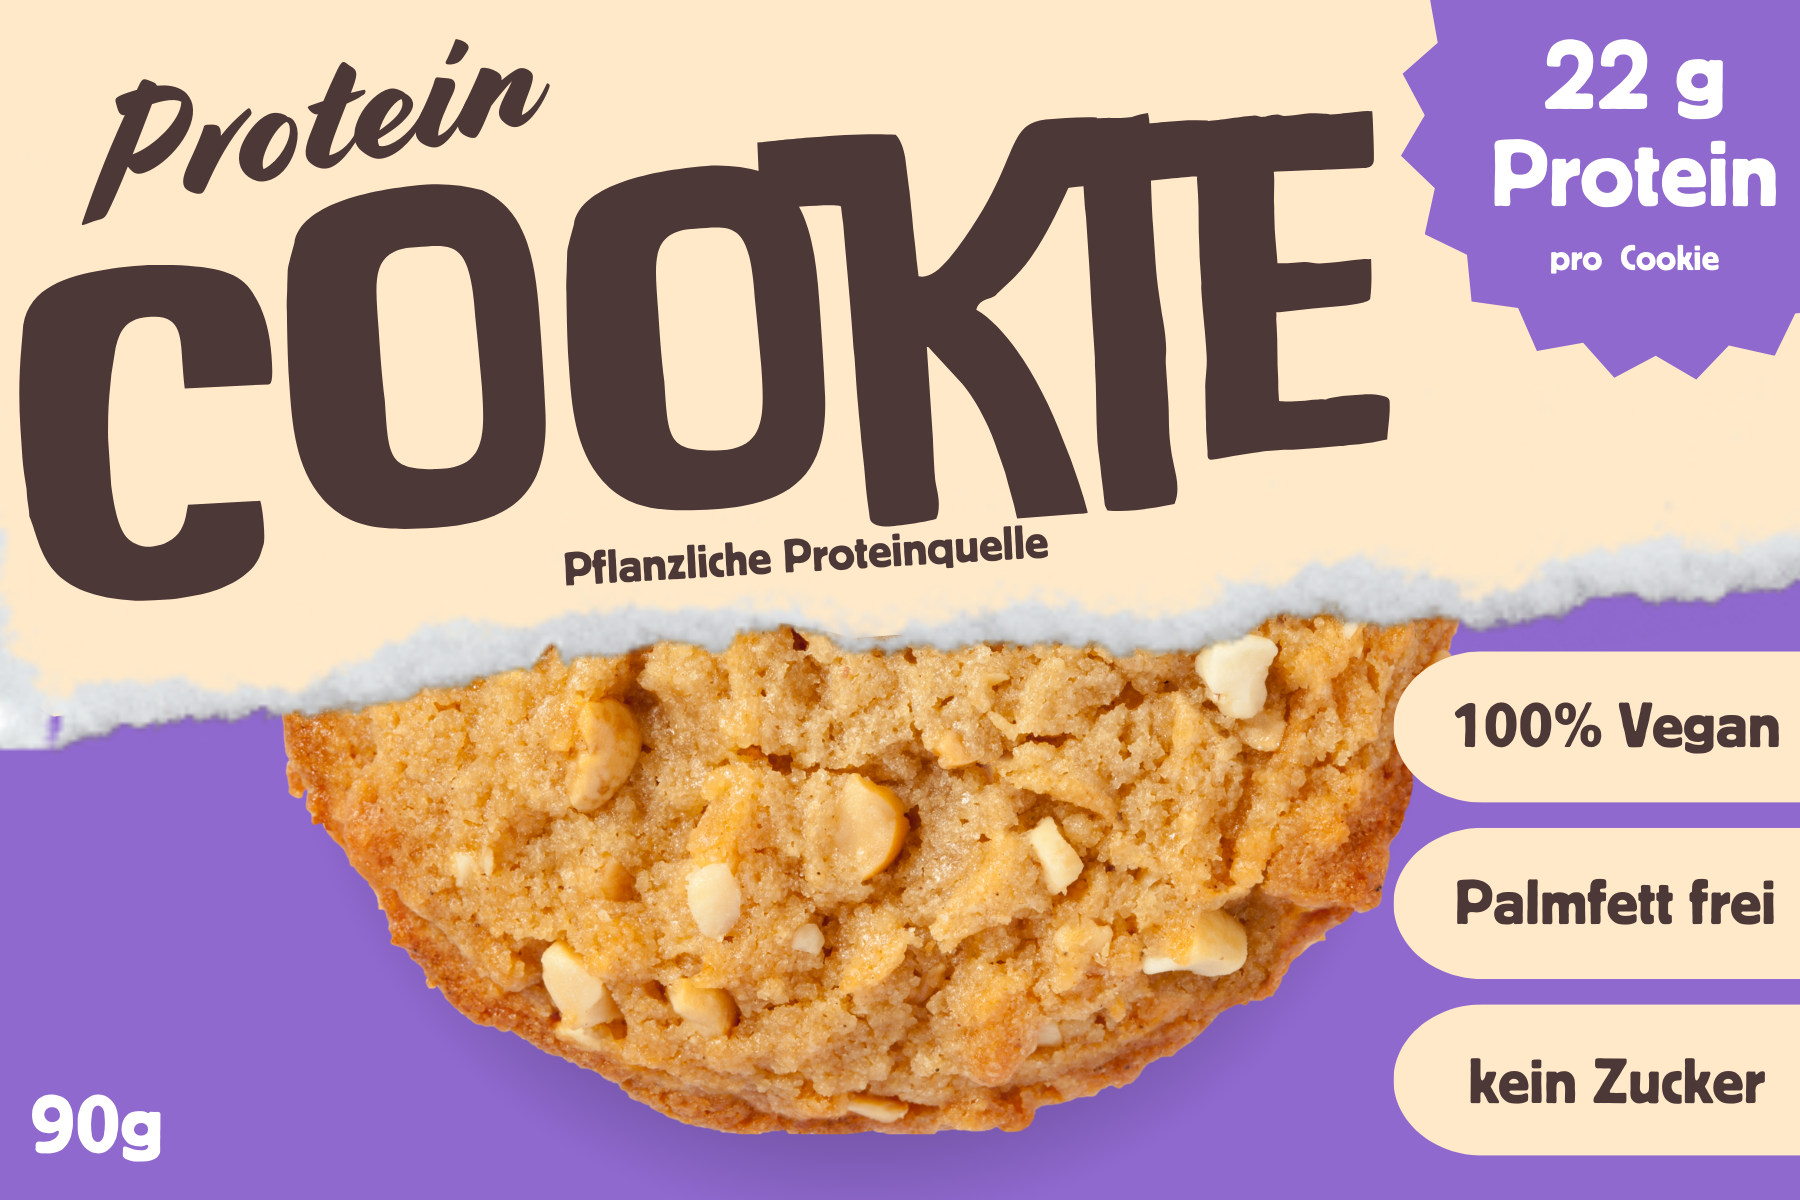 Protein
COOKIE
Pflanzliche Proteinquelle
22 g
Protein
pro Cookie
100% Vegan
Palmfett frei
kein Zucker
90g